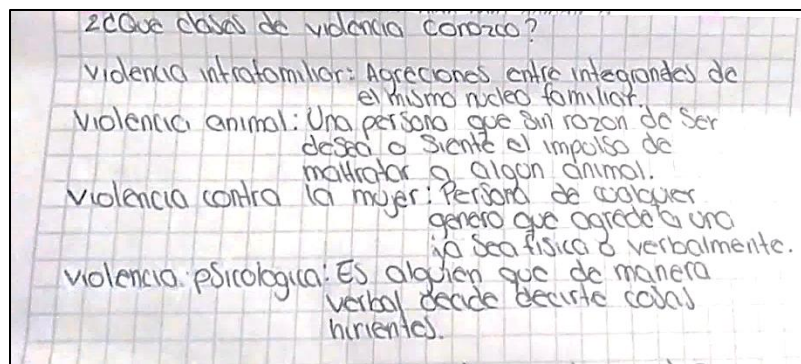 2¿Que clases de violencia conozco?
violencia intrafamiliar: Agreciones entre integrandes de
el mismo nucleo familiar.
violencia animal: Una persona que sin razon de ser
desea o siente el impulso de
maltratar a algun animal.
violencia contra la mujer: Persona de cualquier
genero que agrede a una
ya sea fisica o verbalmente.
violencia psicologica: Es alguien que de manera
verbal decide decirte cosas
hirientes.